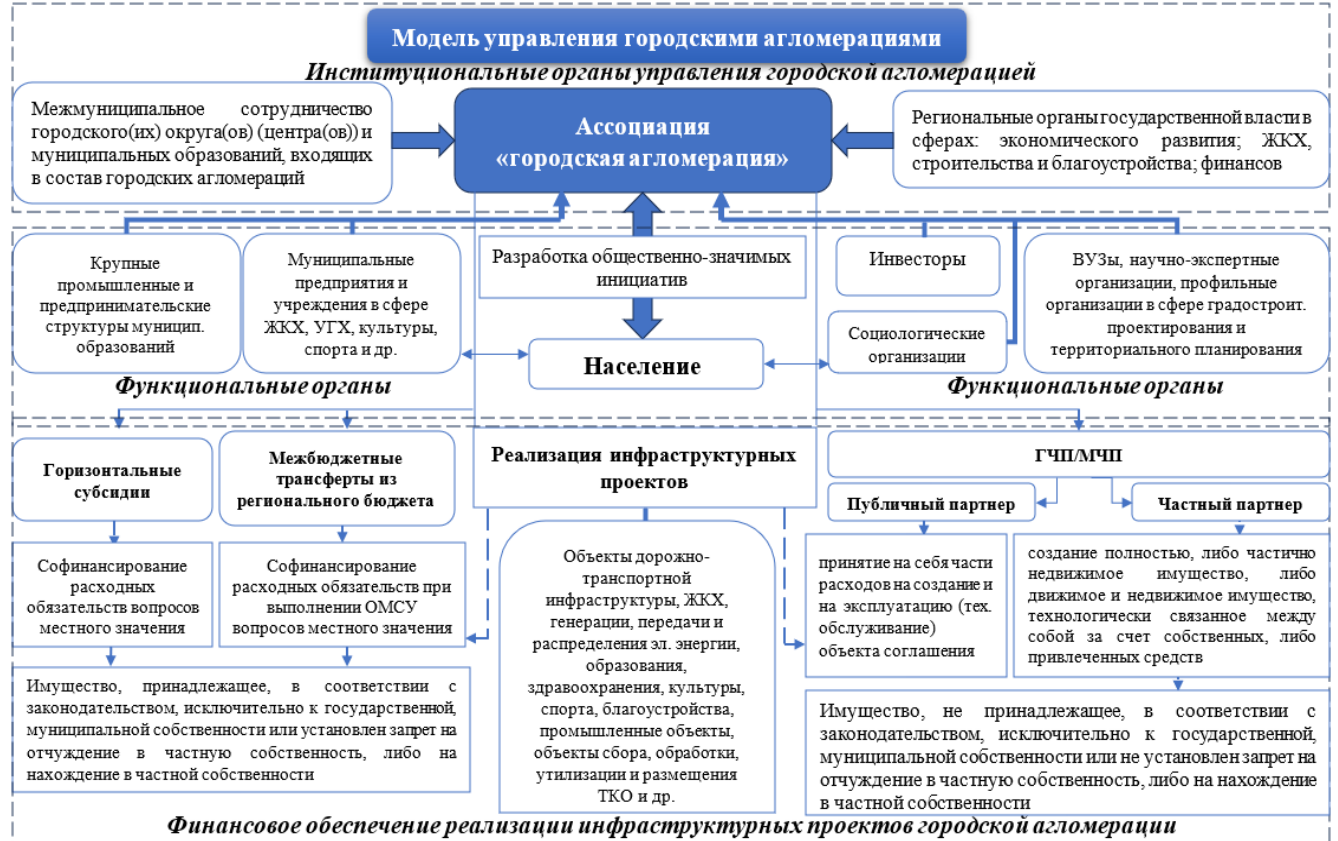 Модель управления городскими агломерациями
Институциональные органы управления городской агломерацией
Межмуниципальное сотрудничество
городского(их) округа(ов) (центра(ов)) и
муниципальных образований, входящих
в состав городских агломераций
Ассоциация
«городская агломерация»
Региональные органы государственной власти в
сферах: экономического развития; ЖКХ,
строительства и благоустройства; финансов
Крупные
промышленные и
предпринимательские
структуры муницип.
образований
Муниципальные
предприятия и
учреждения в сфере
ЖКХ, УГХ, культуры,
спорта и др.
Разработка общественно-значимых
инициатив
Население
Инвесторы
Социологические
организации
ВУЗы, научно-экспертные
организации, профильные
организации в сфере градостроит.
проектирования и
территориального планирования
Функциональные органы
Функциональные органы
Горизонтальные
субсидии
Межбюджетные
трансферты из
регионального бюджета
Реализация инфраструктурных
проектов
ГЧП/МЧП
Публичный партнер
Частный партнер
Софинансирование
расходных
обязательств вопросов
местного значения
Софинансирование
расходных обязательств при
выполнении ОМСУ
вопросов местного значения
Объекты дорожно-
транспортной
инфраструктуры, ЖКХ,
генерации, передачи и
распределения эл. энергии,
образования,
здравоохранения, культуры,
спорта, благоустройства,
промышленные объекты,
объекты сбора, обработки,
утилизации и размещения
ТКО и др.
принятие на себя части
расходов на создание и
на эксплуатацию (тех.
обслуживание)
объекта соглашения
создание полностью, либо частично
недвижимое имущество, либо
движимое и недвижимое имущество,
технологически связанное между
собой за счет собственных, либо
привлеченных средств
Имущество, принадлежащее, в соответствии с
законодательством, исключительно к государственной,
муниципальной собственности или установлен запрет на
отчуждение в частную собственность, либо на
нахождение в частной собственности
Имущество, не принадлежащее, в соответствии с
законодательством, исключительно к государственной,
муниципальной собственности или не установлен запрет на
отчуждение в частную собственность, либо на нахождение
в частной собственности
Финансовое обеспечение реализации инфраструктурных проектов городской агломерации